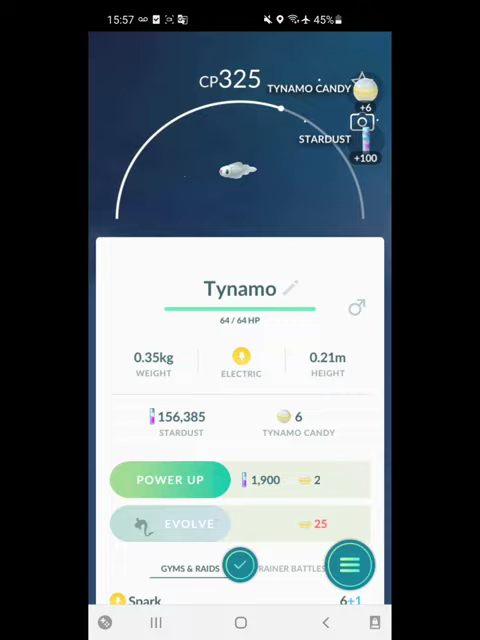 15:57 45%
CP325
TYNAMO CANDY
+6
STARDUST
+100
Tynamo
64 / 64 HP
0.35kg
WEIGHT
ELECTRIC
0.21m
HEIGHT
156,385
STARDUST
6
TYNAMO CANDY
POWER UP 1,900 2
EVOLVE 25
GYMS & RAIDS TRAINER BATTLES
Spark 6+1